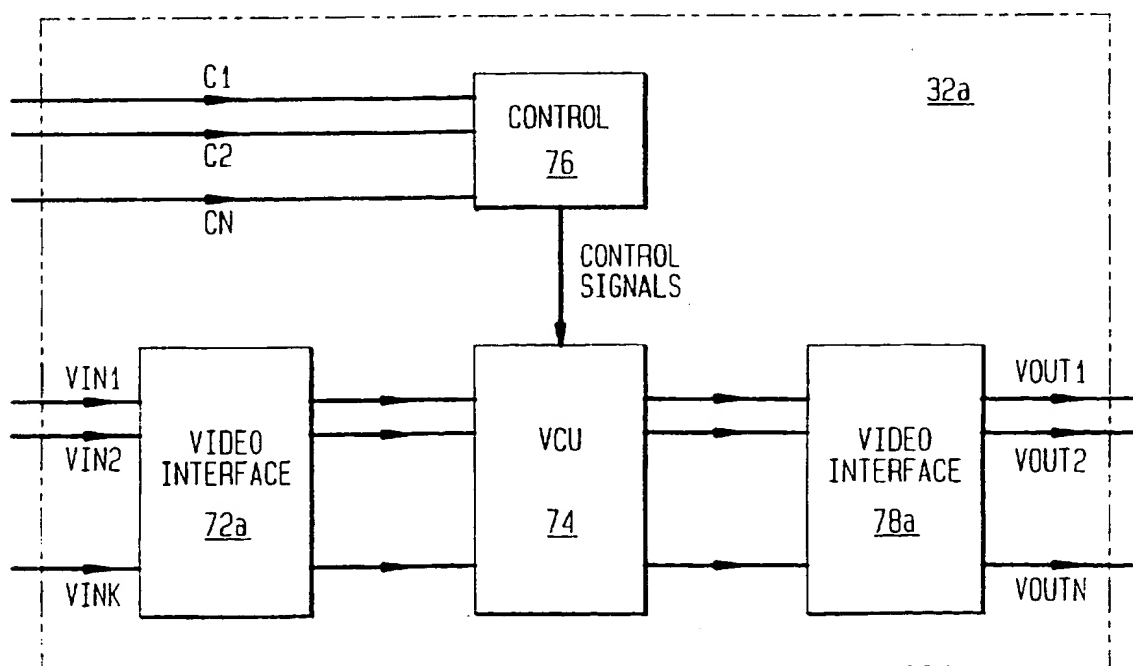 C1
C2
CN
CONTROL
76
32a
CONTROL
SIGNALS
VIN1
VIN2
VINK
VIDEO
INTERFACE
72a
VCU
74
VIDEO
INTERFACE
78a
VOUT1
VOUT2
VOUTN